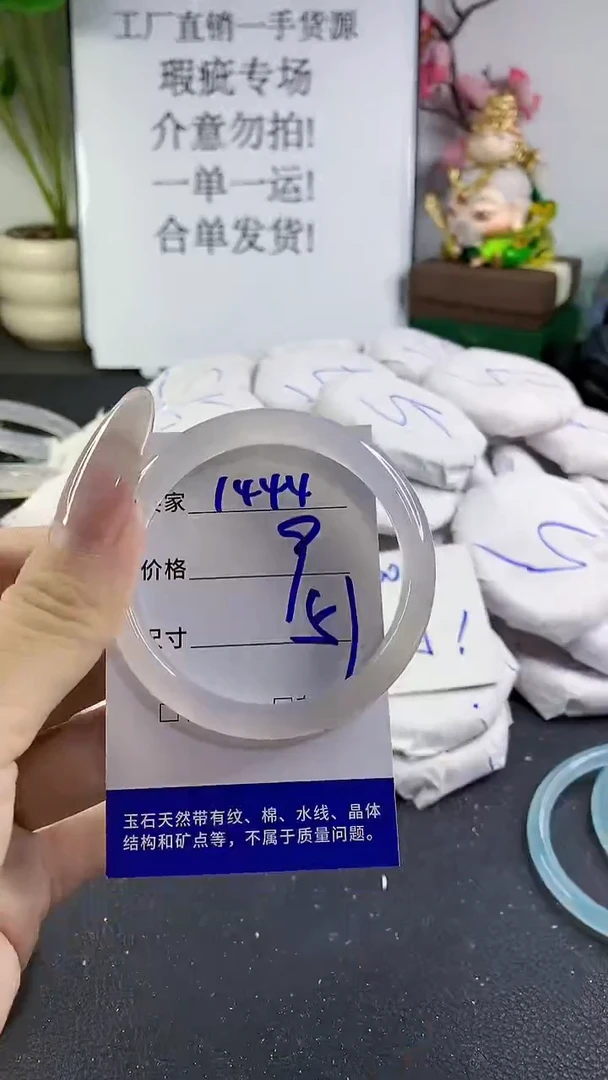 工厂直销一手货源
瑕疵专场
介意勿拍!
一单一运!
合单发货!
家 1444
价格 9
尺寸 51
玉石天然带有纹、棉、水线、晶体
结构和矿点等，不属于质量问题。